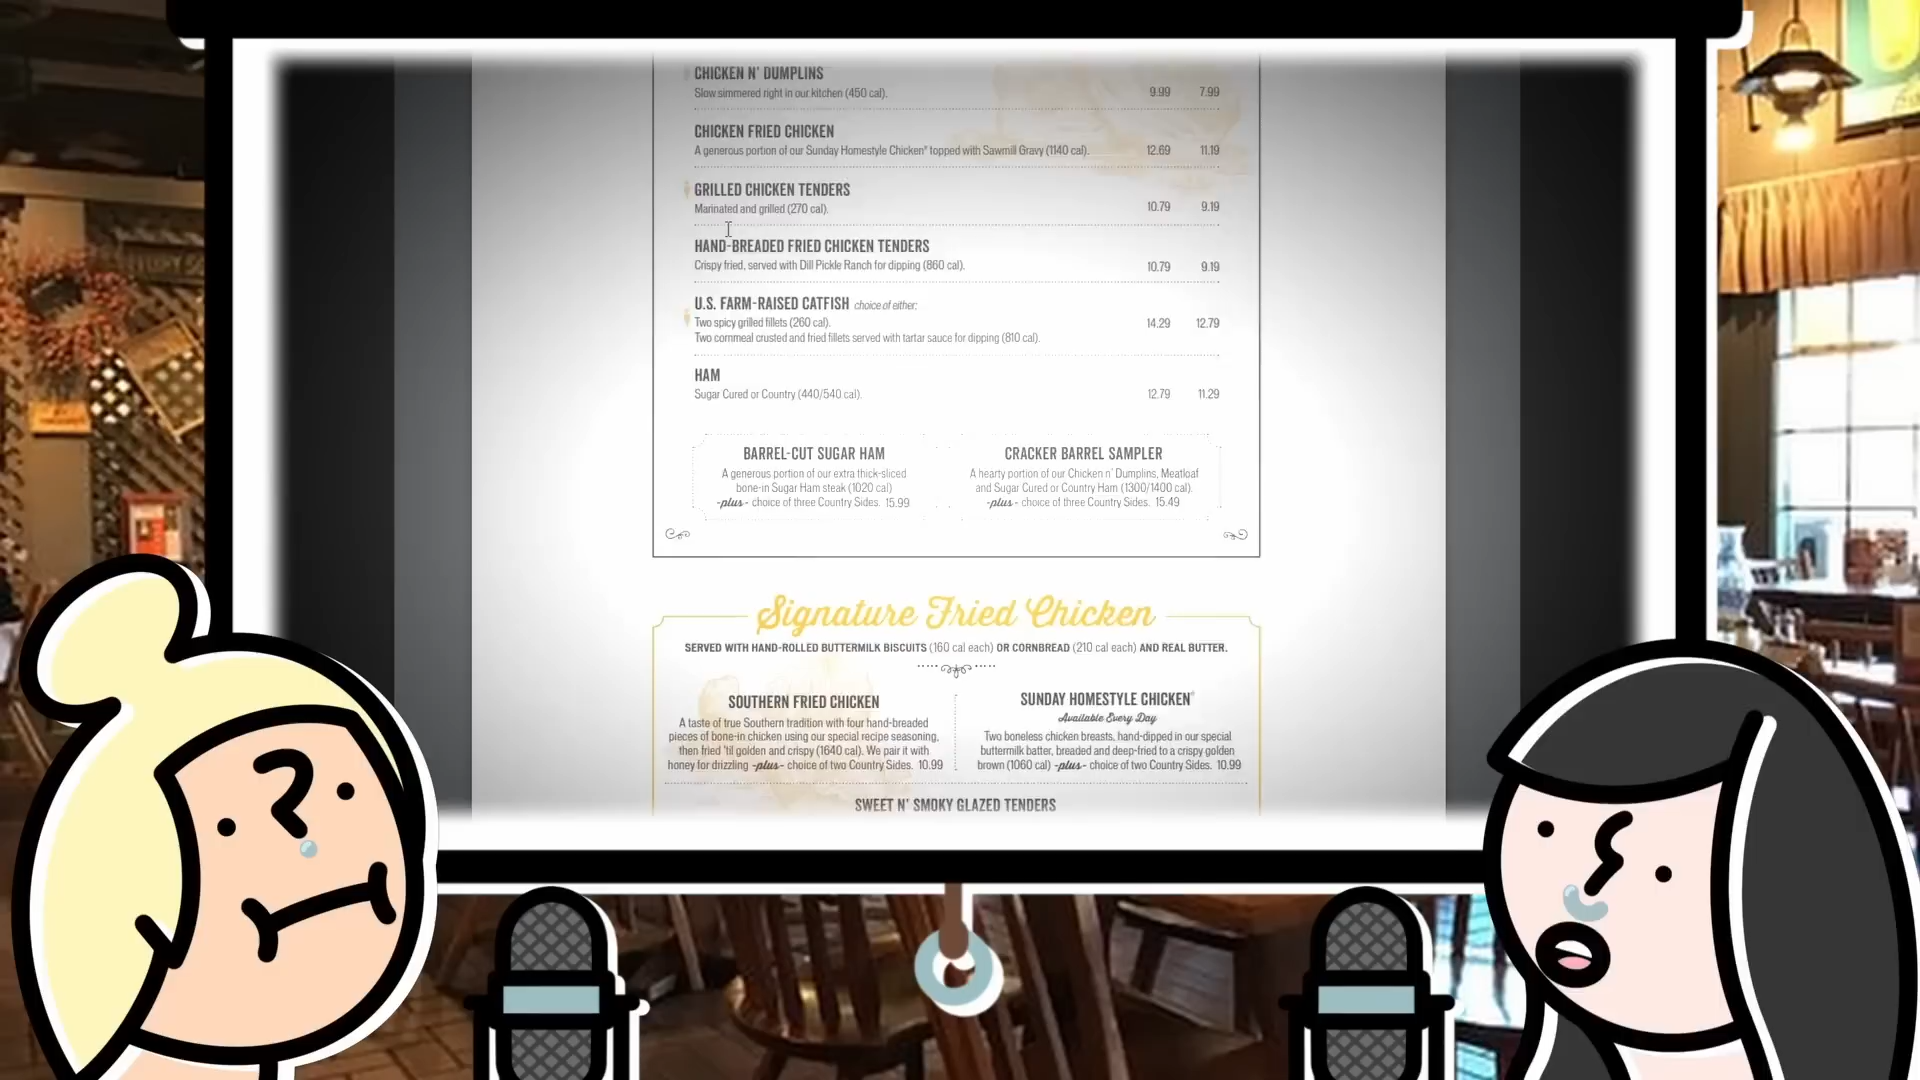 CHICKEN N' DUMPLINS
Slow simmered right in our kitchen (450 cal). 9.99 7.99
CHICKEN FRIED CHICKEN
A generous portion of our Sunday Homestyle Chicken® topped with Sawmill Gravy (1140 cal). 12.69 11.19
GRILLED CHICKEN TENDERS
Marinated and grilled (270 cal). 10.79 9.19
HAND-BREADED FRIED CHICKEN TENDERS
Crispy fried, served with Dill Pickle Ranch for dipping (860 cal). 10.79 9.19
U.S. FARM-RAISED CATFISH choice of either:
Two spicy grilled fillets (260 cal). 14.29 12.79
Two cornmeal crusted and fried fillets served with tartar sauce for dipping (810 cal).
HAM
Sugar Cured or Country (440/540 cal). 12.79 11.29
BARREL-CUT SUGAR HAM
A generous portion of our extra thick-sliced
bone-in Sugar Ham steak (1020 cal)
-plus- choice of three Country Sides. 15.99
CRACKER BARREL SAMPLER
A hearty portion of our Chicken n' Dumplins, Meatloaf
and Sugar Cured or Country Ham (1300/1400 cal).
-plus- choice of three Country Sides. 15.49
Signature Fried Chicken
SERVED WITH HAND-ROLLED BUTTERMILK BISCUITS (160 cal each) OR CORNBREAD (210 cal each) AND REAL BUTTER.
SOUTHERN FRIED CHICKEN
A taste of true Southern tradition with four hand-breaded
pieces of bone-in chicken using our special recipe seasoning,
then fried 'til golden and crispy (1640 cal). We pair it with
honey for drizzling -plus- choice of two Country Sides. 10.99
SUNDAY HOMESTYLE CHICKEN®
Available Every Day
Two boneless chicken breasts, hand-dipped in our special
buttermilk batter, breaded and deep-fried to a crispy golden
brown (1060 cal) -plus- choice of two Country Sides. 10.99
SWEET N' SMOKY GLAZED TENDERS